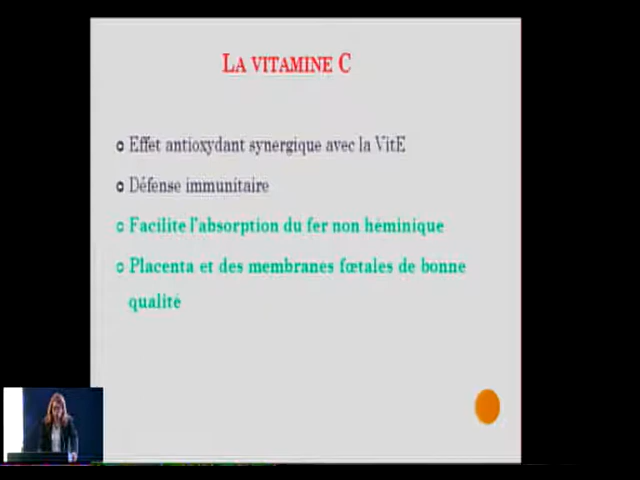 LA VITAMINE C
Effet antioxydant synergique avec la VitE
Défense immunitaire
Facilite l'absorption du fer non héminique
Placenta et des membranes fœtales de bonne
qualité